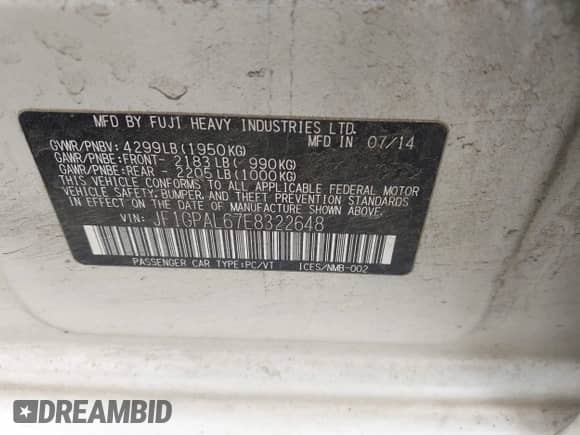 MFD BY FUJI HEAVY INDUSTRIES LTD.
GVWR/PNBV: 4299LB(1950KG) MFD IN 07/14
GAWR/PNBE: FRONT- 2183LB( 990KG)
GAWR/PNBE: REAR - 2205LB(1000KG)
THIS VEHICLE CONFORMS TO ALL APPLICABLE FEDERAL MOTOR
VEHICLE SAFETY, BUMPER, AND THEFT PREVENTION STANDARDS
IN EFFECT ON THE DATE OF MANUFACTURE SHOWN ABOVE.
VIN: JF1GPAL67E8322648
PASSENGER CAR TYPE:PC/VT ICES/NMB-002
DREAMBID